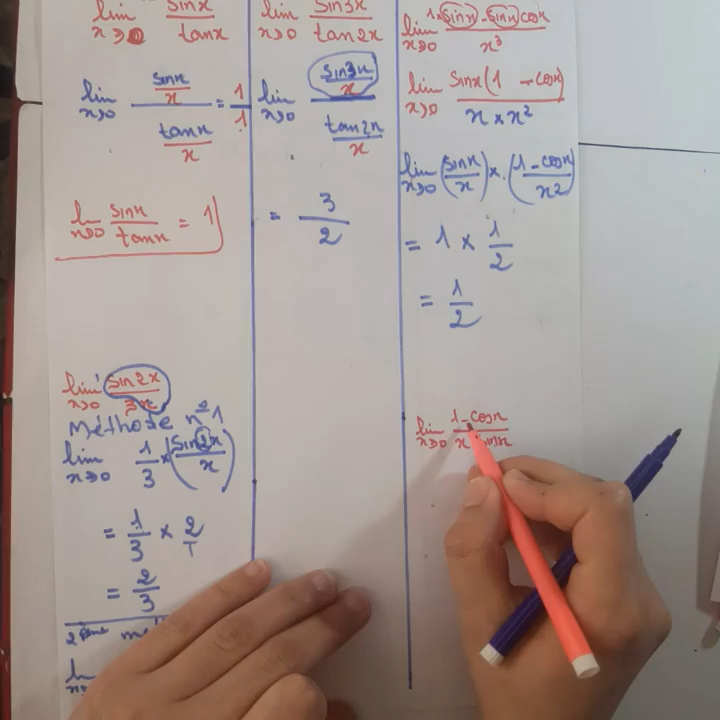 lim sinx/tanx
x→0
lim (sinx/x)/(tanx/x) = 1/1
x→0
lim sinx/tanx = 1
x→0
lim sin2x/3x
x→0
Méthode n°1
lim 1/3 × (sin2x/x)
x→0
= 1/3 × 2/1
= 2/3
lim sin3x/tan2x
x→0
lim (sin3x/x)/(tan2x/x)
x→0
= 3/2
lim (1×sinx - sinx cosx)/x³
x→0
lim sinx(1 - cosx)/(x × x²)
x→0
lim (sinx/x) × (1-cosx/x²)
x→0
= 1 × 1/2
= 1/2
lim 1-cosx/x sinx
x→0